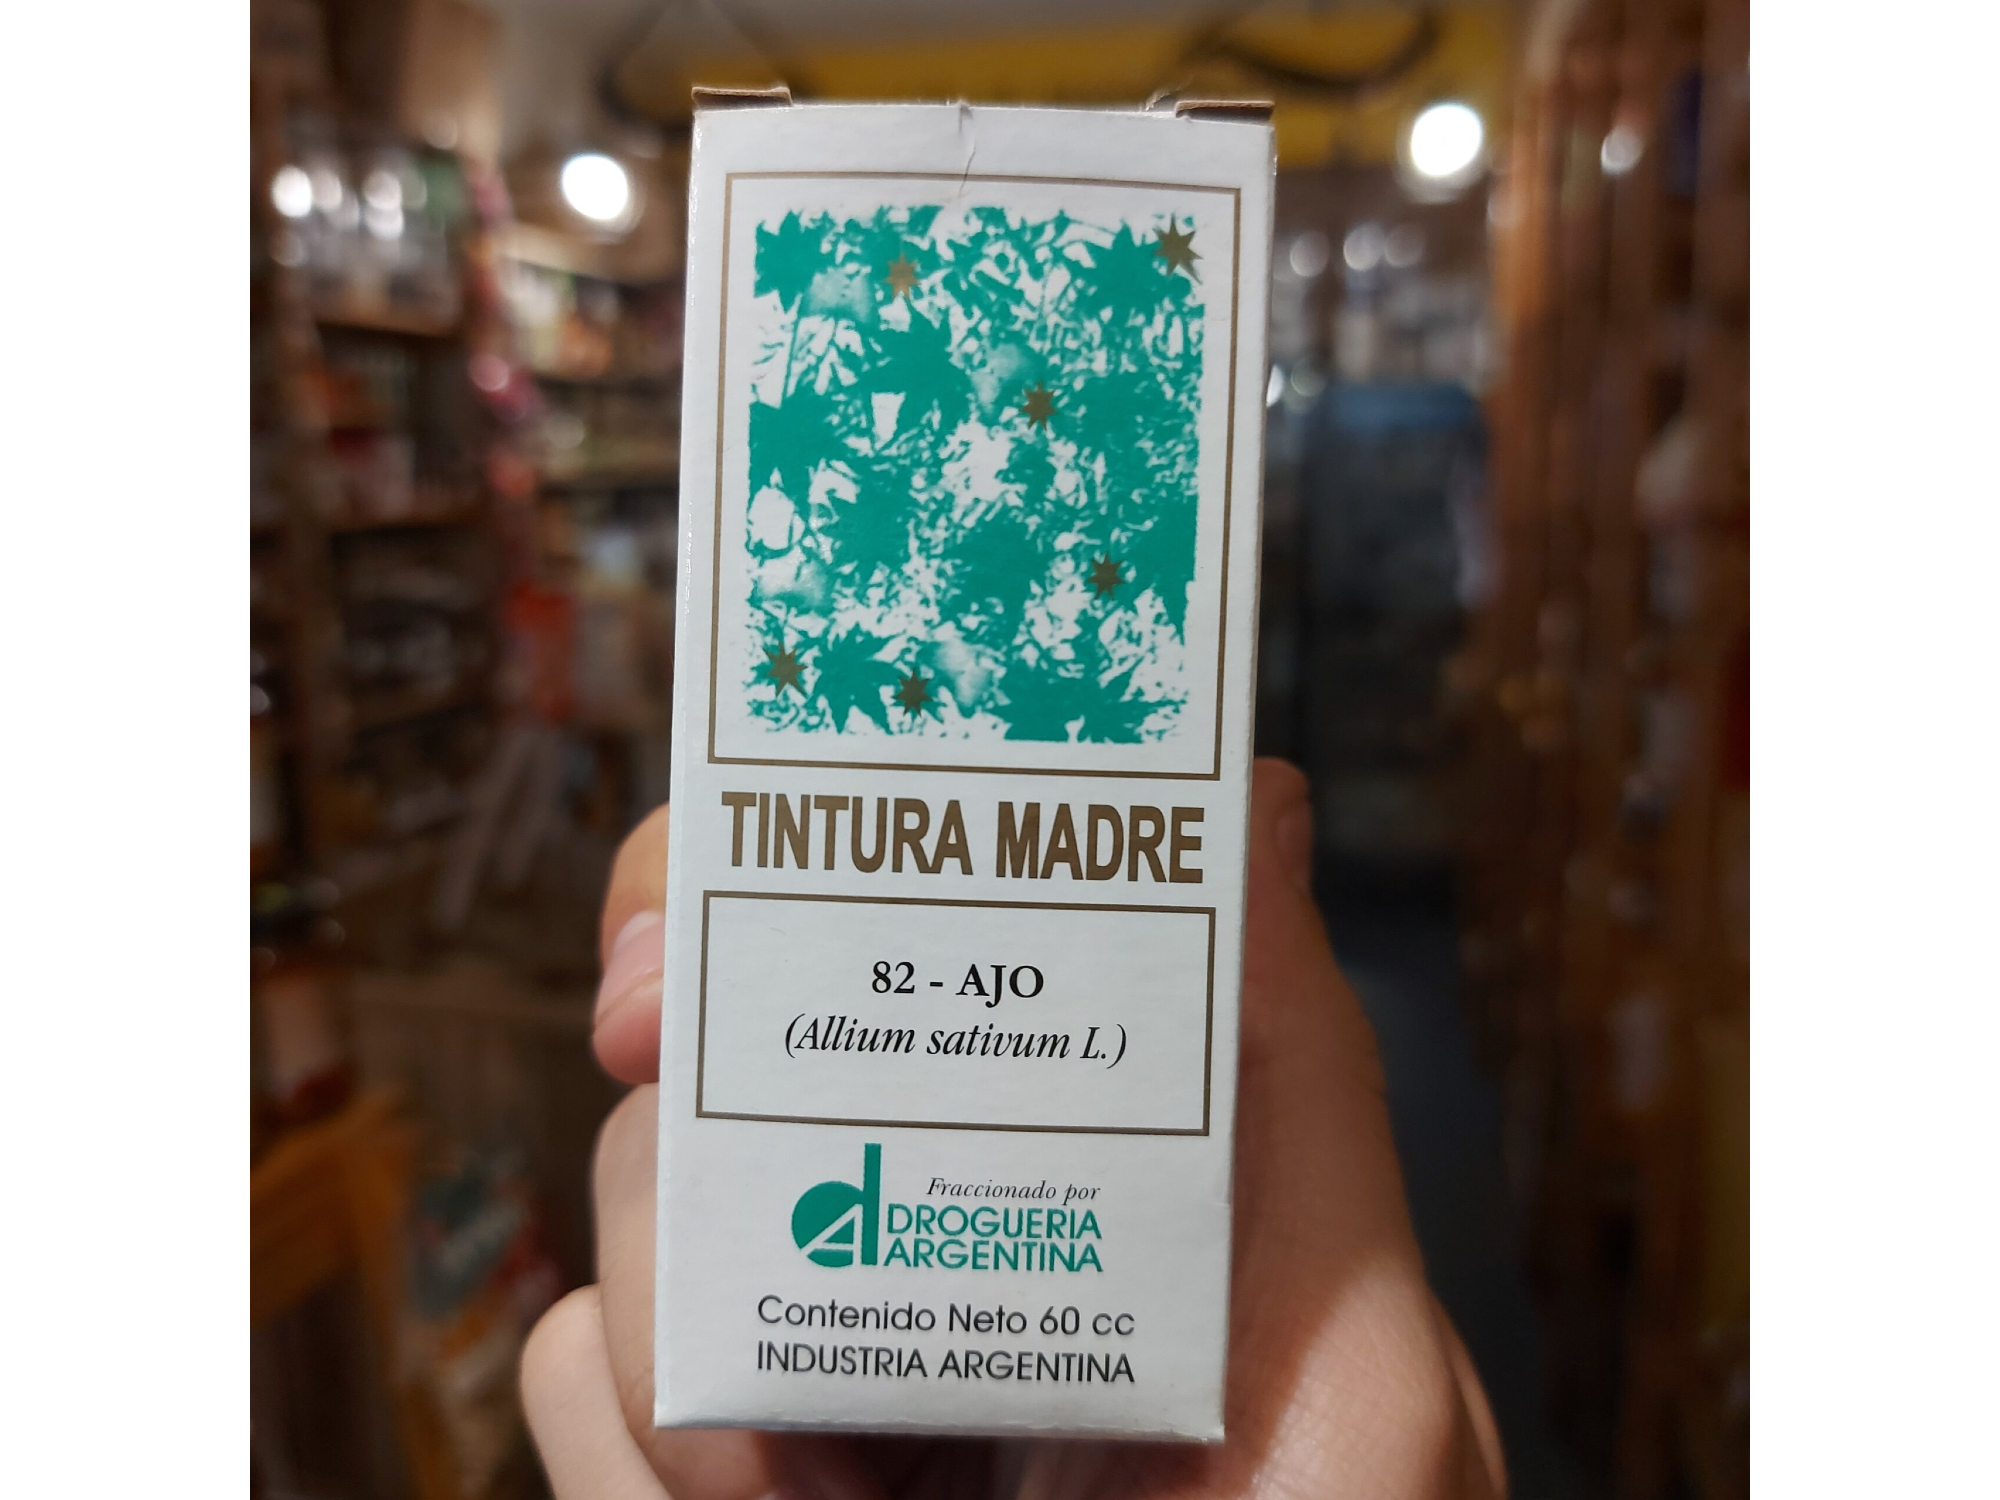 TINTURA MADRE
82 - AJO
(Allium sativum L.)
Fraccionado por
DROGUERIA
ARGENTINA
Contenido Neto 60 cc
INDUSTRIA ARGENTINA